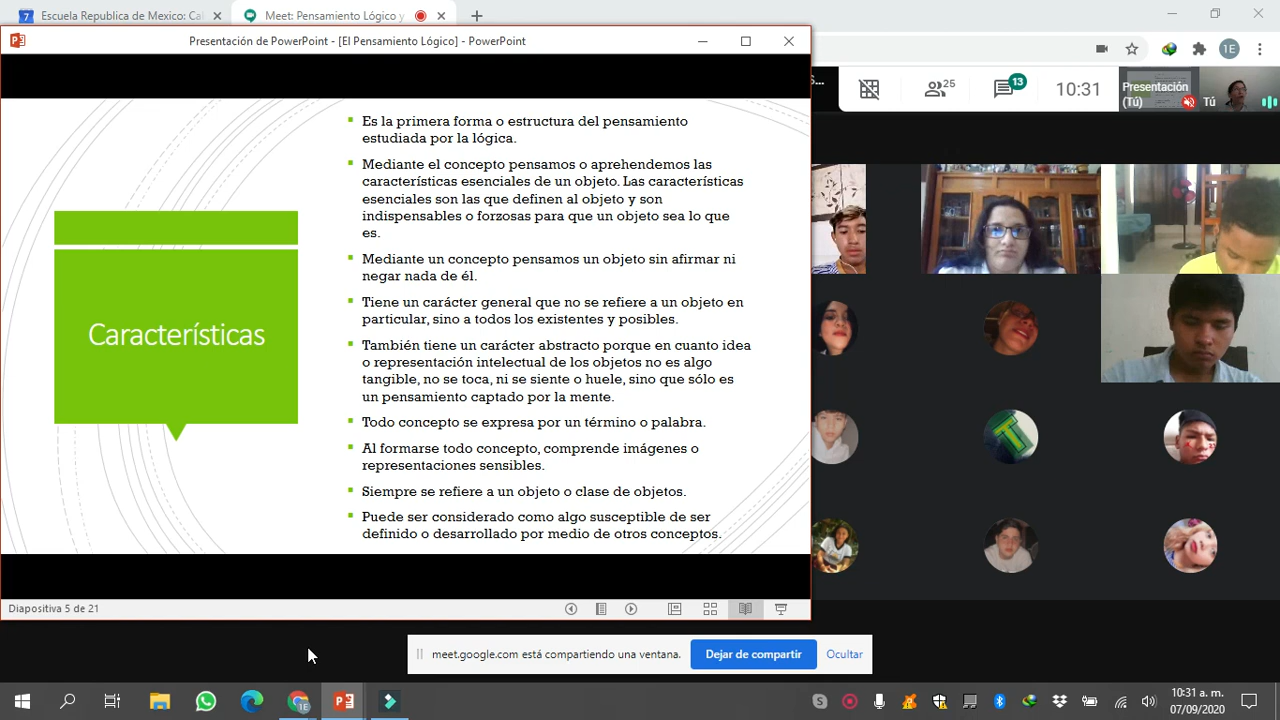 Escuela Republica de Mexico: Cal
Meet: Pensamiento Lógico y
Presentación de PowerPoint - [El Pensamiento Lógico] - PowerPoint
1E
25
13
10:31
Presentación
(Tú)
Tú
Características
Es la primera forma o estructura del pensamiento
estudiada por la lógica.
Mediante el concepto pensamos o aprehendemos las
características esenciales de un objeto. Las características
esenciales son las que definen al objeto y son
indispensables o forzosas para que un objeto sea lo que
es.
Mediante un concepto pensamos un objeto sin afirmar ni
negar nada de él.
Tiene un carácter general que no se refiere a un objeto en
particular, sino a todos los existentes y posibles.
También tiene un carácter abstracto porque en cuanto idea
o representación intelectual de los objetos no es algo
tangible, no se toca, ni se siente o huele, sino que sólo es
un pensamiento captado por la mente.
Todo concepto se expresa por un término o palabra.
Al formarse todo concepto, comprende imágenes o
representaciones sensibles.
Siempre se refiere a un objeto o clase de objetos.
Puede ser considerado como algo susceptible de ser
definido o desarrollado por medio de otros conceptos.
Diapositiva 5 de 21
meet.google.com está compartiendo una ventana.
Dejar de compartir
Ocultar
10:31 a. m.
07/09/2020